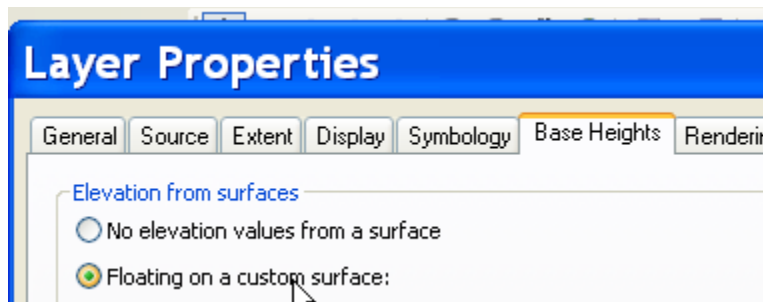 Layer Properties
General Source Extent Display Symbology Base Heights
Elevation from surfaces
No elevation values from a surface
Floating on a custom surface: